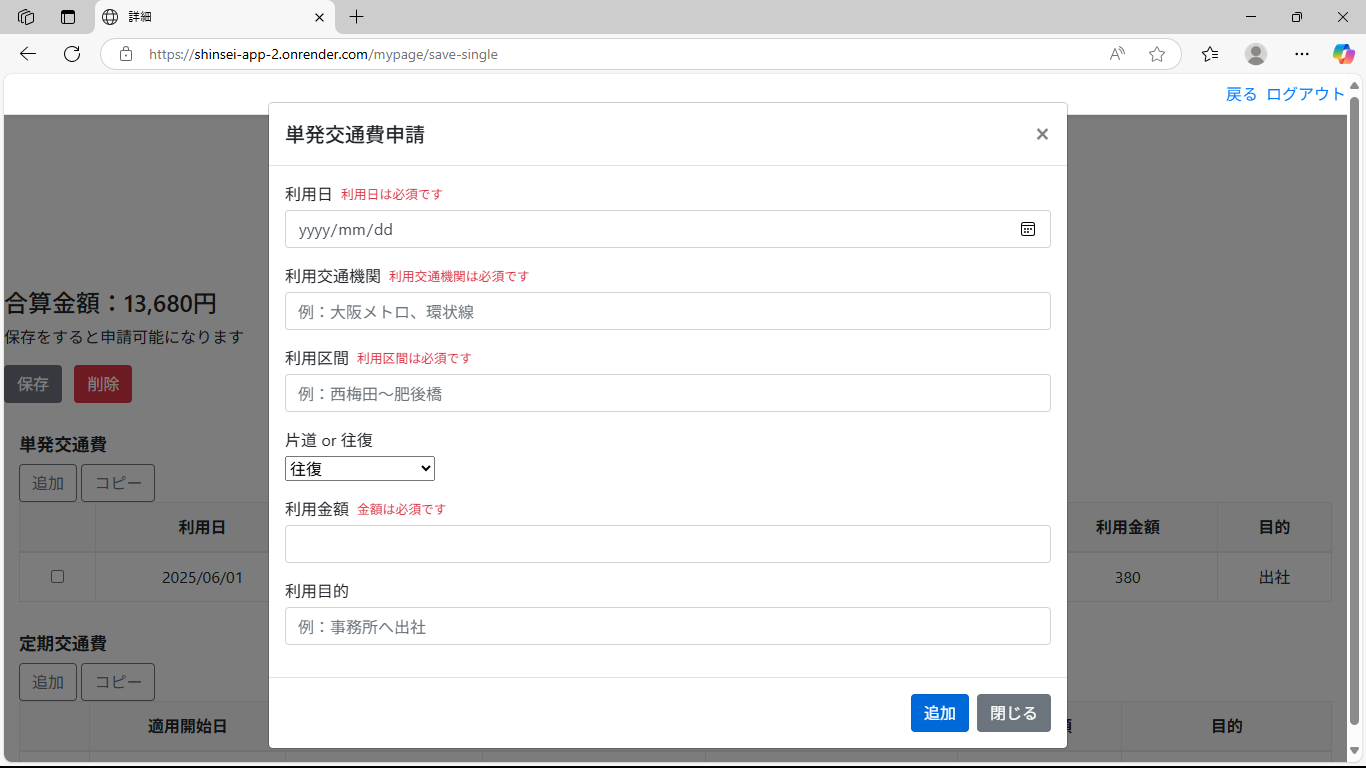 詳細
https://shinsei-app-2.onrender.com/mypage/save-single
戻る ログアウト
単発交通費申請 ×
利用日 利用日は必須です
yyyy/mm/dd
利用交通機関 利用交通機関は必須です
例：大阪メトロ、環状線
利用区間 利用区間は必須です
例：西梅田～肥後橋
片道 or 往復
往復
利用金額 金額は必須です
利用目的
例：事務所へ出社
追加 閉じる
合算金額：13,680円
保存をすると申請可能になります
保存 削除
単発交通費
追加 コピー
利用日 利用金額 目的
2025/06/01 380 出社
定期交通費
追加 コピー
適用開始日 目的